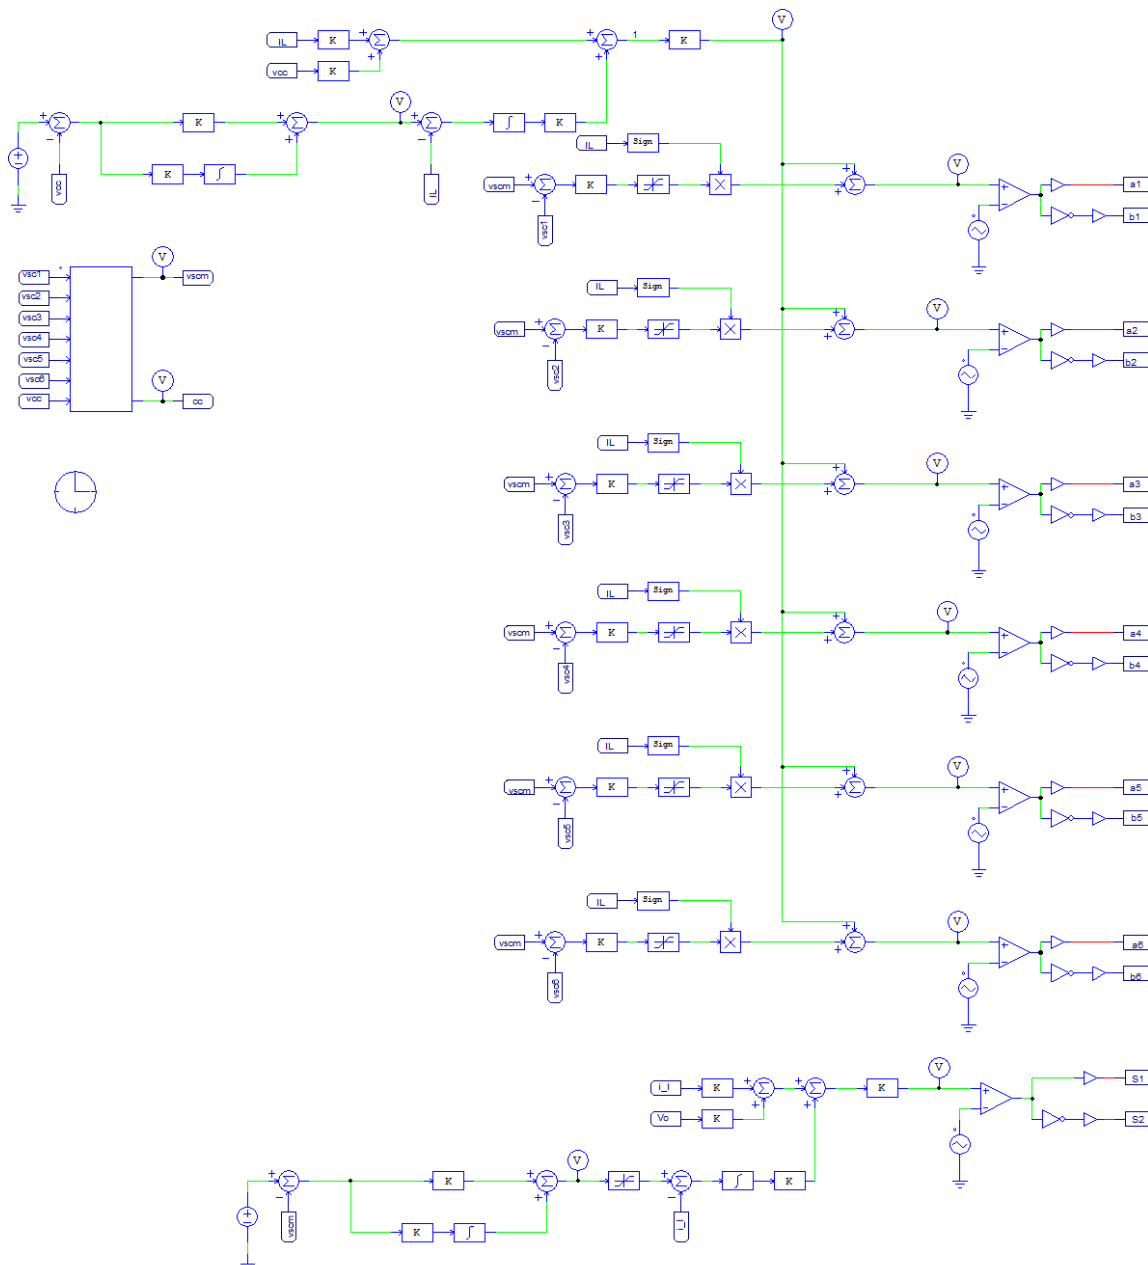 V
IL K Σ Σ 1 K
vcc K
V
Σ K Σ Σ ∫ K
IL Sign
K ∫
vcc
IL
V
vscm Σ K Σ a1
vsc1 b1
V
vsc1 vscm
vsc2
vsc3
vsc4
vsc5
vsc6
V
vcc cc
IL Sign
V
vscm Σ K Σ a2
vsc2 b2
IL Sign
V
vscm Σ K Σ a3
vsc3 b3
IL Sign
V
vscm Σ K Σ a4
vsc4 b4
IL Sign
V
vscm Σ K Σ a5
vsc5 b5
IL Sign
V
vscm Σ K Σ a6
vsc6 b6
V
i_l K Σ Σ K S1
Vo K S2
V
Σ K Σ Σ ∫ K
vscm
i_l
K ∫